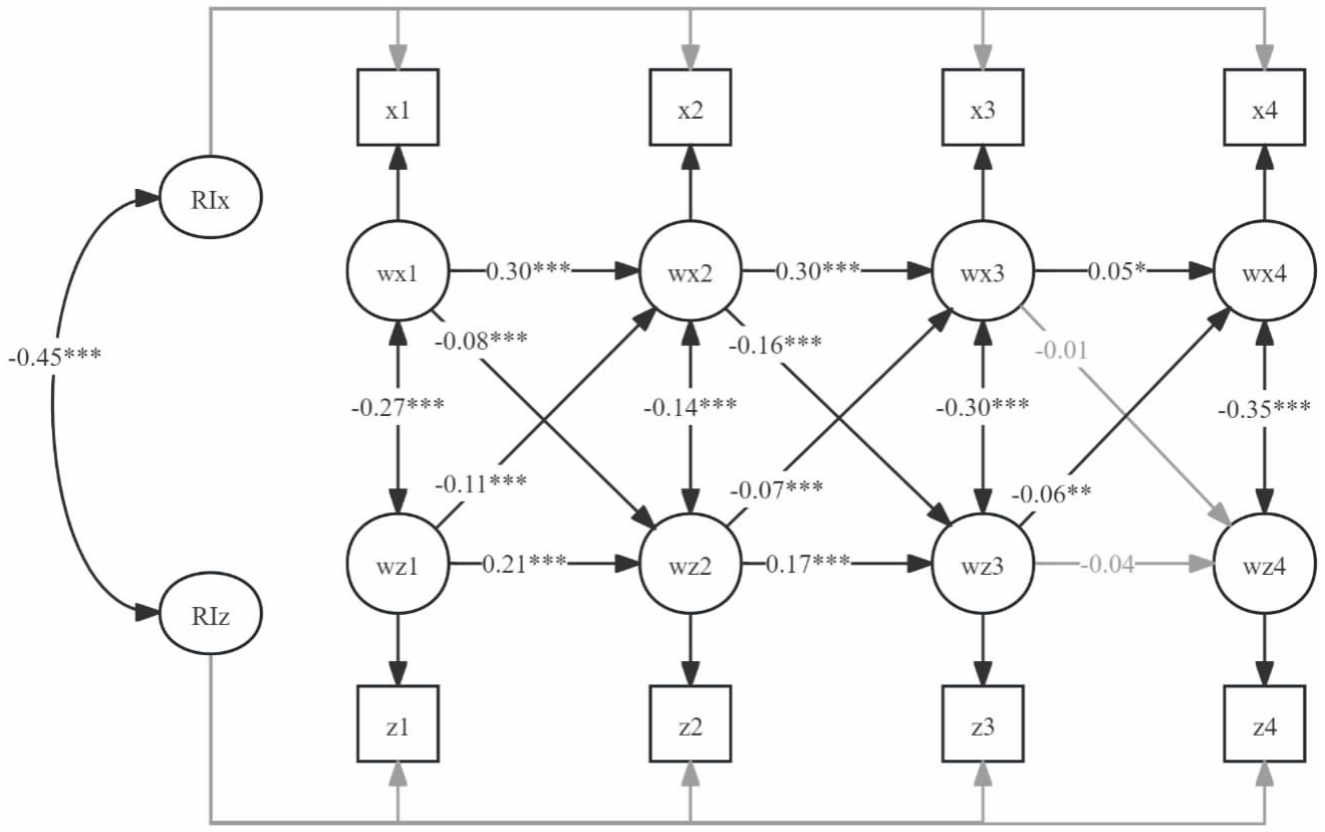 x1
x2
x3
x4
RIx
wx1
0.30***
wx2
0.30***
wx3
0.05*
wx4
-0.08***
-0.16***
-0.01
-0.45***
-0.27***
-0.14***
-0.30***
-0.35***
-0.11***
-0.07***
-0.06**
wz1
0.21***
wz2
0.17***
wz3
-0.04
wz4
RIz
z1
z2
z3
z4